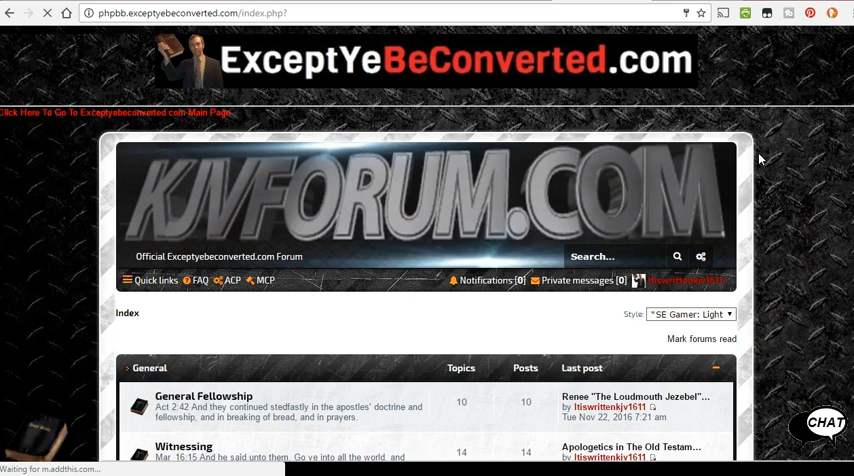 phpbb.exceptyebeconverted.com/index.php?
ExceptYeBeConverted.com
Click Here To Go To Exceptyebeconverted.com Main Page
KJVFORUM.COM
Official Exceptyebeconverted.com Forum
Search...
Quick links FAQ ACP MCP Notifications [0] Private messages [0] itiswrittenkjv1611
Index
Style: "SE Gamer: Light
Mark forums read
General Topics Posts Last post
General Fellowship
Act 2:42 And they continued stedfastly in the apostles' doctrine and
fellowship, and in breaking of bread, and in prayers.
10 10
Renee "The Loudmouth Jezebel"...
by Itiswrittenkjv1611
Tue Nov 22, 2016 7:21 am
Witnessing
Mar 16:15 And he said unto them, Go ye into all the world, and
14 14
Apologetics in The Old Testam...
by Itiswrittenkjv1611
CHAT
Waiting for m.addthis.com...